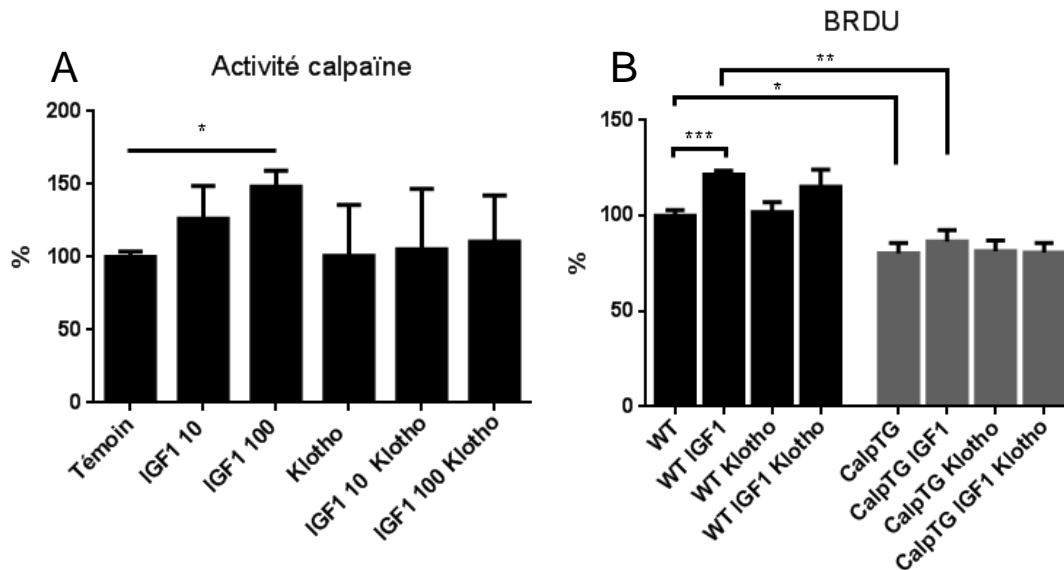 A
Activité calpaïne
*
200
150
100
50
0
%
Témoin
IGF1 10
IGF1 100
Klotho
IGF1 10 Klotho
IGF1 100 Klotho
BRDU
B
**
*
***
150
100
50
0
%
WT
WT IGF1
WT Klotho
WT IGF1 Klotho
CalpTG
CalpTG IGF1
CalpTG Klotho
CalpTG IGF1 Klotho